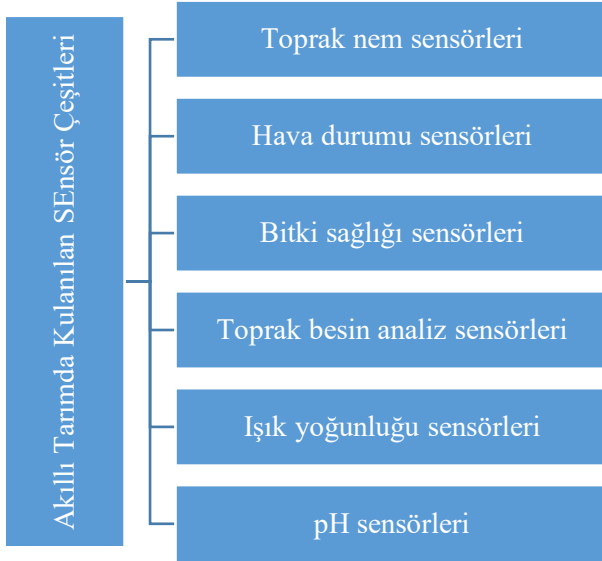 Akıllı Tarımda Kulanılan SEnsör Çeşitleri
Toprak nem sensörleri
Hava durumu sensörleri
Bitki sağlığı sensörleri
Toprak besin analiz sensörleri
Işık yoğunluğu sensörleri
pH sensörleri